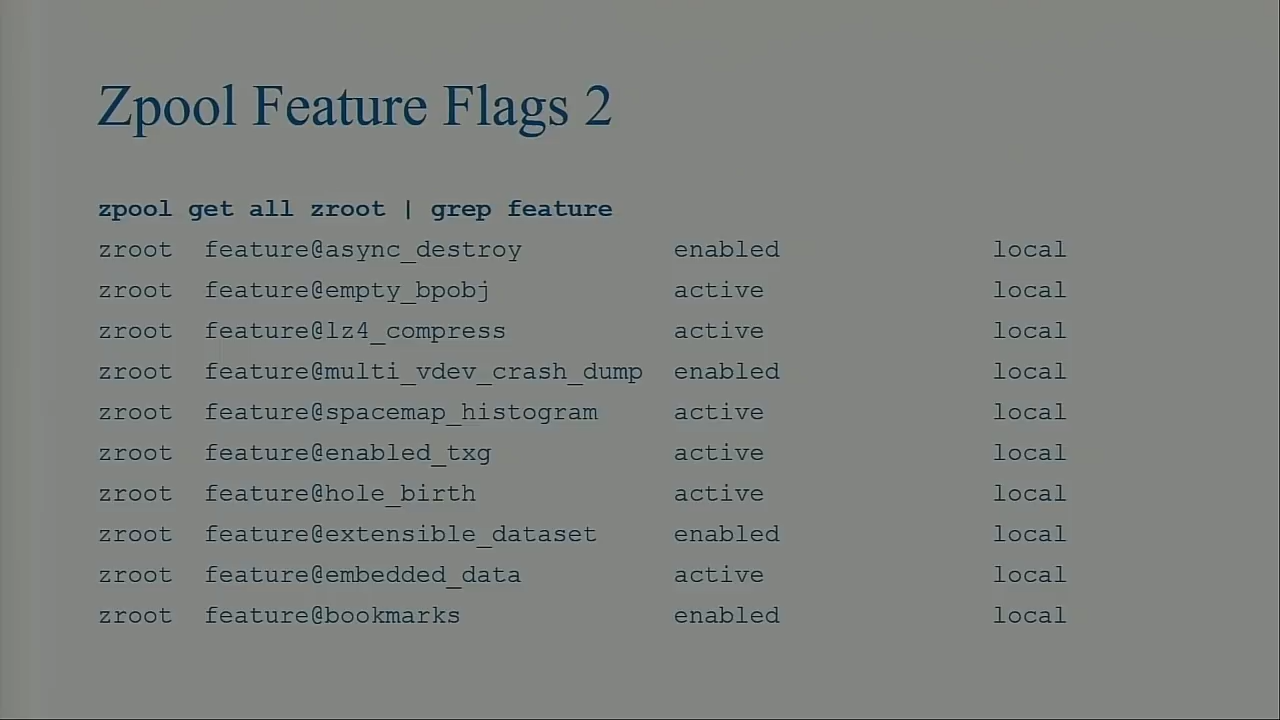 Zpool Feature Flags 2
zpool get all zroot | grep feature
zroot feature@async_destroy enabled local
zroot feature@empty_bpobj active local
zroot feature@lz4_compress active local
zroot feature@multi_vdev_crash_dump enabled local
zroot feature@spacemap_histogram active local
zroot feature@enabled_txg active local
zroot feature@hole_birth active local
zroot feature@extensible_dataset enabled local
zroot feature@embedded_data active local
zroot feature@bookmarks enabled local